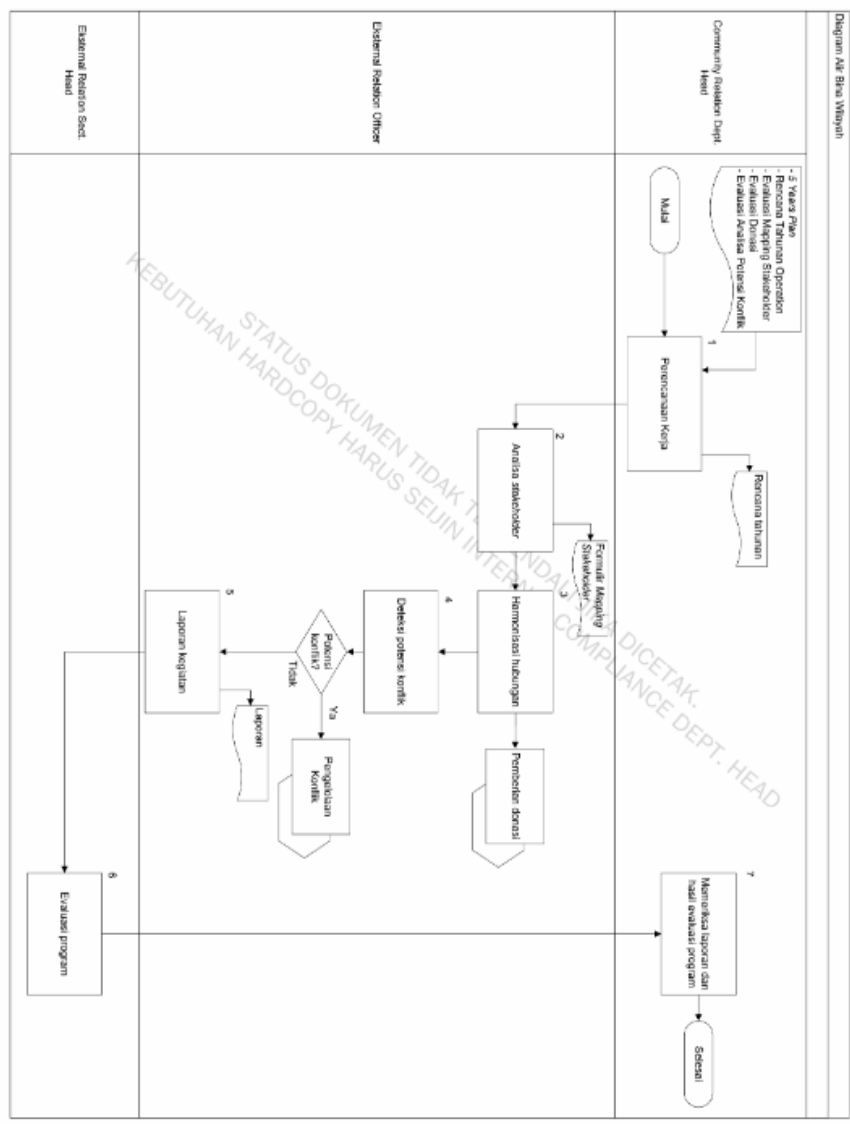 Diagram Alir Bina Wilayah
Community Relation Dept.
Head
- 5 Years Plan
- Rencana Tahunan Operation
- Evaluasi Mapping Stakeholder
- Evaluasi Donasi
- Evaluasi Analisa Potensi Konflik
Mulai
1
Perencanaan Kerja
Rencana tahunan
7
Memeriksa laporan dan
hasil evaluasi program
Selesai
Eksternal Relation Officer
2
Analisa stakeholder
Formulir Mapping
Stakeholder
3
Harmonisasi hubungan
Pemberian donasi
4
Deteksi potensi konflik
Potensi
konflik?
Ya
Tidak
Pengelolaan
Konflik
5
Laporan kegiatan
Laporan
Eksternal Relation Sect.
Head
6
Evaluasi program
STATUS DOKUMEN TIDAK NDALI JIKA DICETAK.
KEBUTUHAN HARDCOPY HARUS SEIJIN INTERNAL COMPLIANCE DEPT. HEAD